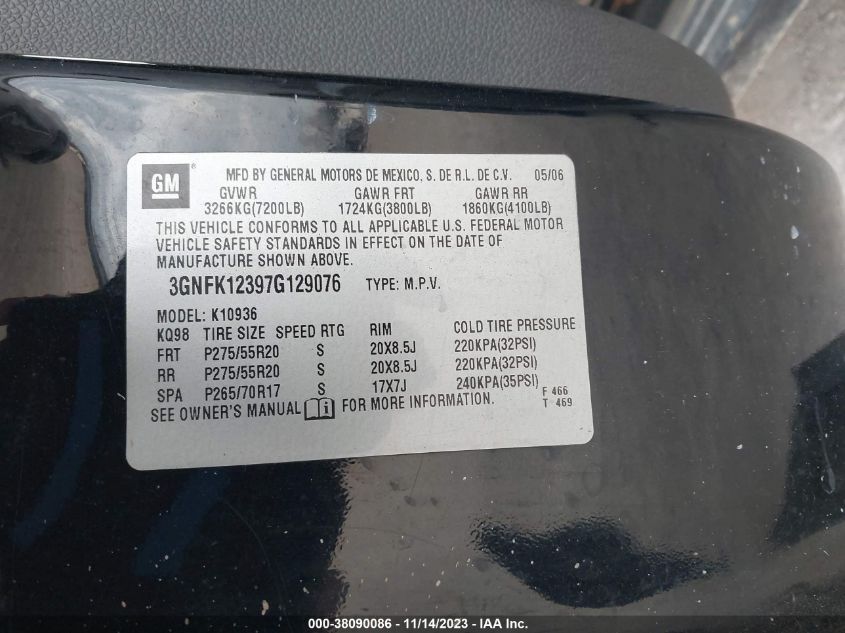 GM ®
MFD BY GENERAL MOTORS DE MEXICO, S. DE R.L. DE C.V. 05/06
GVWR GAWR FRT GAWR RR
3266KG(7200LB) 1724KG(3800LB) 1860KG(4100LB)
THIS VEHICLE CONFORMS TO ALL APPLICABLE U.S. FEDERAL MOTOR
VEHICLE SAFETY STANDARDS IN EFFECT ON THE DATE OF
MANUFACTURE SHOWN ABOVE.
3GNFK12397G129076 TYPE: M.P.V.
MODEL: K10936
KQ98 TIRE SIZE SPEED RTG RIM COLD TIRE PRESSURE
FRT P275/55R20 S 20X8.5J 220KPA(32PSI)
RR P275/55R20 S 20X8.5J 220KPA(32PSI)
SPA P265/70R17 S 17X7J 240KPA(35PSI)
SEE OWNER'S MANUAL i FOR MORE INFORMATION.
F 466
T 469
000-38090086 - 11/14/2023 - IAA Inc.